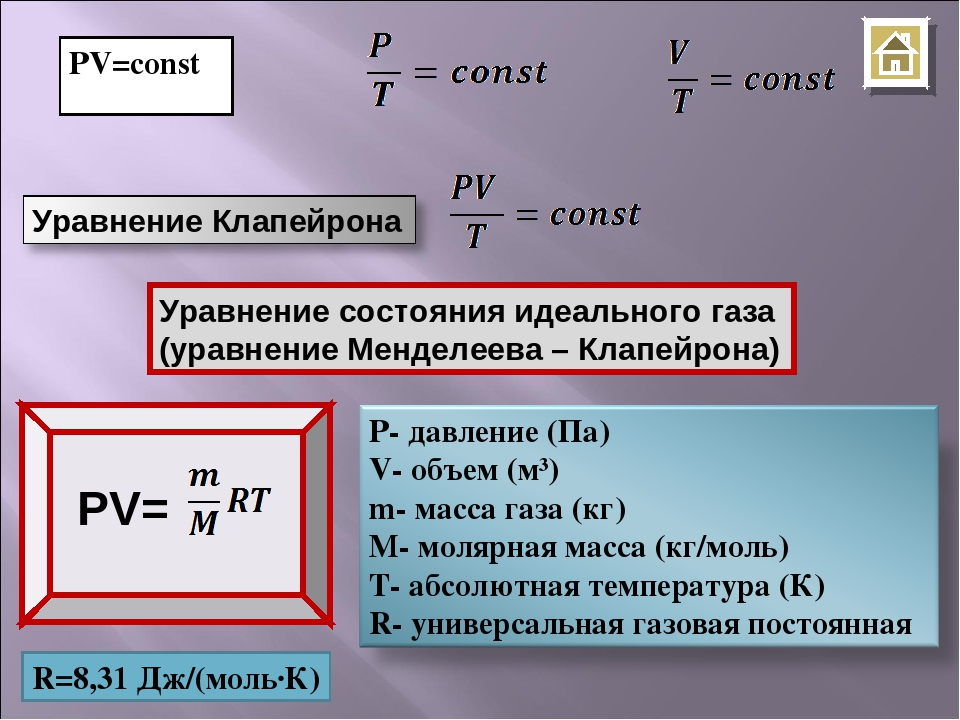 PV=const
P/T = const
V/T = const
Уравнение Клапейрона
PV/T = const
Уравнение состояния идеального газа
(уравнение Менделеева – Клапейрона)
PV= m/M RT
P- давление (Па)
V- объем (м³)
m- масса газа (кг)
M- молярная масса (кг/моль)
T- абсолютная температура (К)
R- универсальная газовая постоянная
R=8,31 Дж/(моль·К)